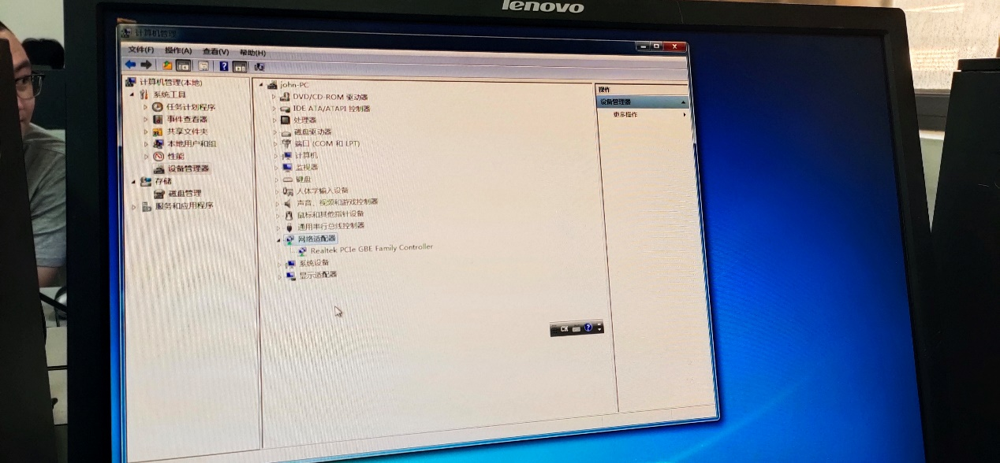 lenovo
计算机管理
文件(F) 操作(A) 查看(V) 帮助(H)
计算机管理(本地)
系统工具
任务计划程序
事件查看器
共享文件夹
本地用户和组
性能
设备管理器
存储
磁盘管理
服务和应用程序
john-PC
DVD/CD-ROM 驱动器
IDE ATA/ATAPI 控制器
处理器
磁盘驱动器
端口 (COM 和 LPT)
计算机
监视器
键盘
人体学输入设备
声音、视频和游戏控制器
鼠标和其他指针设备
通用串行总线控制器
网络适配器
Realtek PCIe GBE Family Controller
系统设备
显示适配器
操作
设备管理器
更多操作
CH